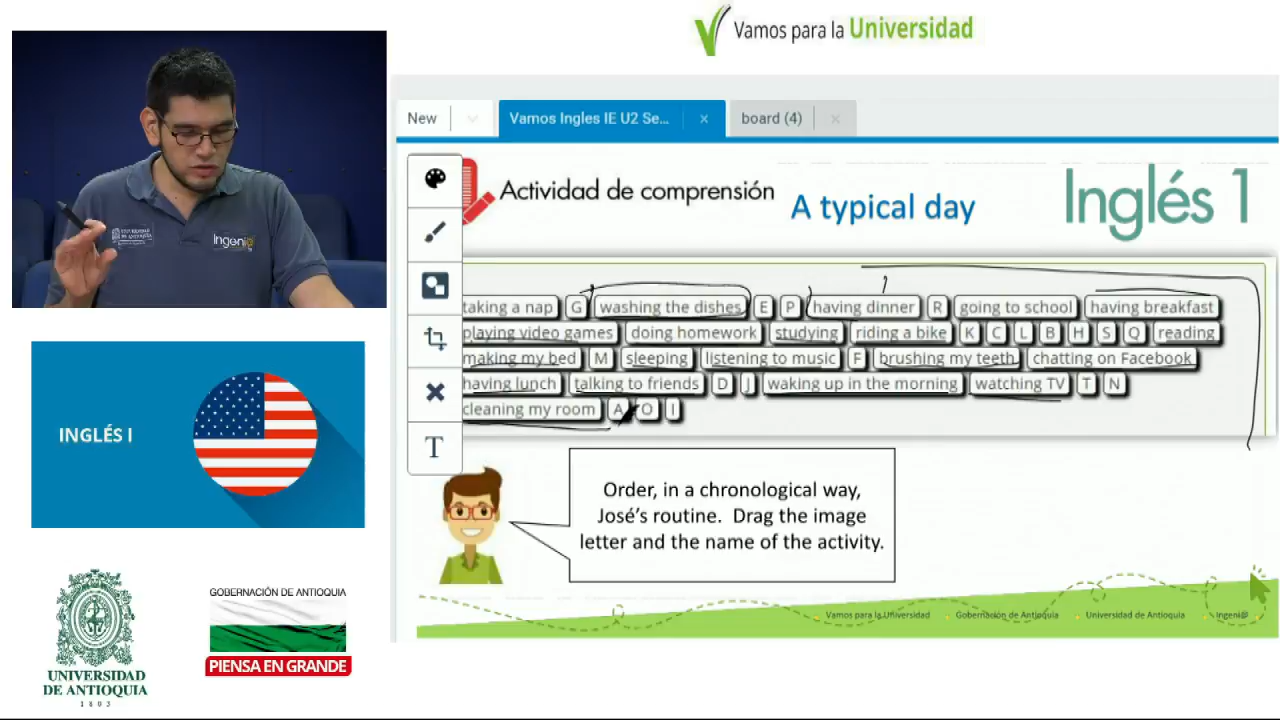 Vamos para la Universidad
New
Vamos Ingles IE U2 Se...
board (4)
Actividad de comprensión
A typical day
Inglés 1
taking a nap G washing the dishes E P having dinner R going to school having breakfast
playing video games doing homework studying riding a bike K C L B H S Q reading
making my bed M sleeping listening to music F brushing my teeth chatting on Facebook
having lunch talking to friends D J waking up in the morning watching TV T N
cleaning my room A O I
Order, in a chronological way,
José's routine. Drag the image
letter and the name of the activity.
T
Vamos para la Universidad Gobernación de Antioquia Universidad de Antioquia Ingeni@
Ingeni@
INGLÉS I
UNIVERSIDAD
DE ANTIOQUIA
1803
GOBERNACIÓN DE ANTIOQUIA
PIENSA EN GRANDE